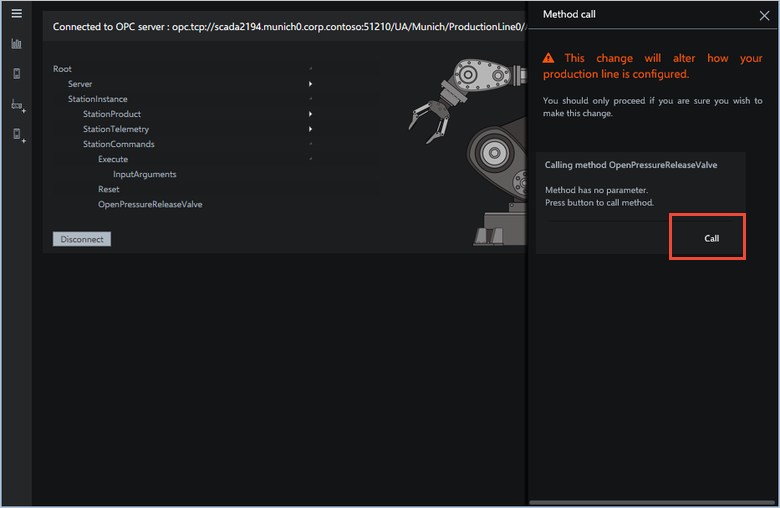 Connected to OPC server : opc.tcp://scada2194.munich0.corp.contoso:51210/UA/Munich/ProductionLine0/
Root
Server
StationInstance
StationProduct
StationTelemetry
StationCommands
Execute
InputArguments
Reset
OpenPressureReleaseValve
Disconnect
Method call
This change will alter how your
production line is configured.
You should only proceed if you are sure you wish to
make this change.
Calling method OpenPressureReleaseValve
Method has no parameter.
Press button to call method.
Call